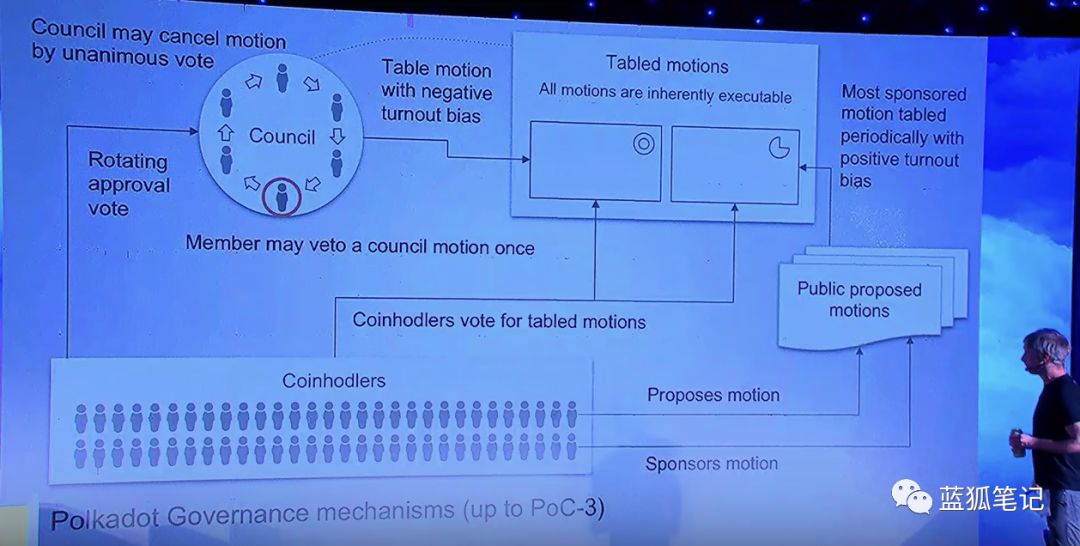 Council may cancel motion
by unanimous vote
Council
Rotating
approval
vote
Table motion
with negative
turnout bias
Tabled motions
All motions are inherently executable
Most sponsored
motion tabled
periodically with
positive turnout
bias
Member may veto a council motion once
Public proposed
motions
Coinhodlers vote for tabled motions
Coinhodlers
Proposes motion
Sponsors motion
Polkadot Governance mechanisms (up to PoC-3)
蓝狐笔记